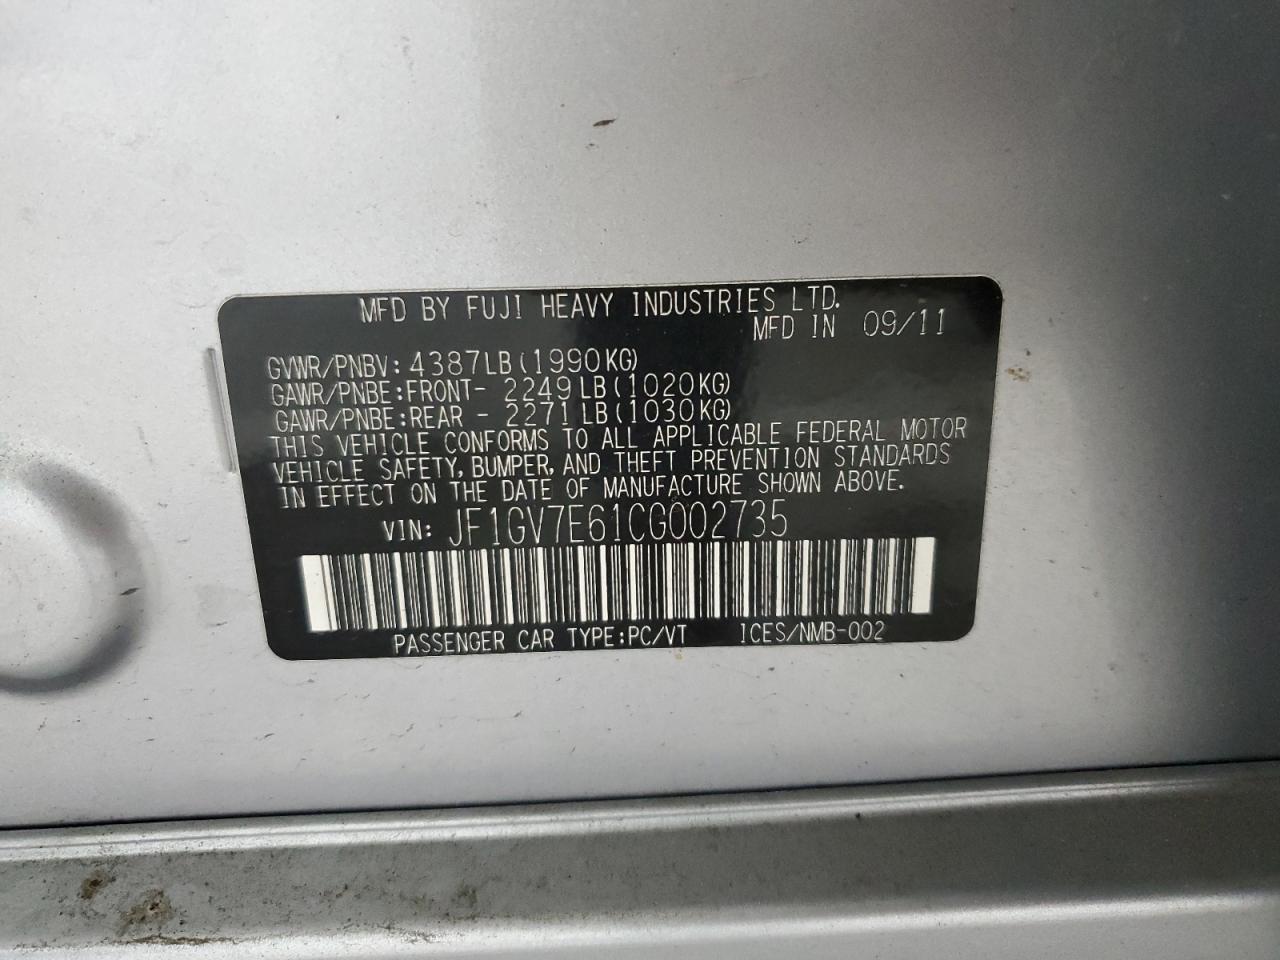 MFD BY FUJI HEAVY INDUSTRIES LTD.
MFD IN 09/11
GVWR/PNBV: 4387LB(1990KG)
GAWR/PNBE:FRONT- 2249LB(1020KG)
GAWR/PNBE:REAR - 2271LB(1030KG)
THIS VEHICLE CONFORMS TO ALL APPLICABLE FEDERAL MOTOR
VEHICLE SAFETY, BUMPER, AND THEFT PREVENTION STANDARDS
IN EFFECT ON THE DATE OF MANUFACTURE SHOWN ABOVE.
VIN: JF1GV7E61CG002735
PASSENGER CAR TYPE:PC/VT ICES/NMB-002